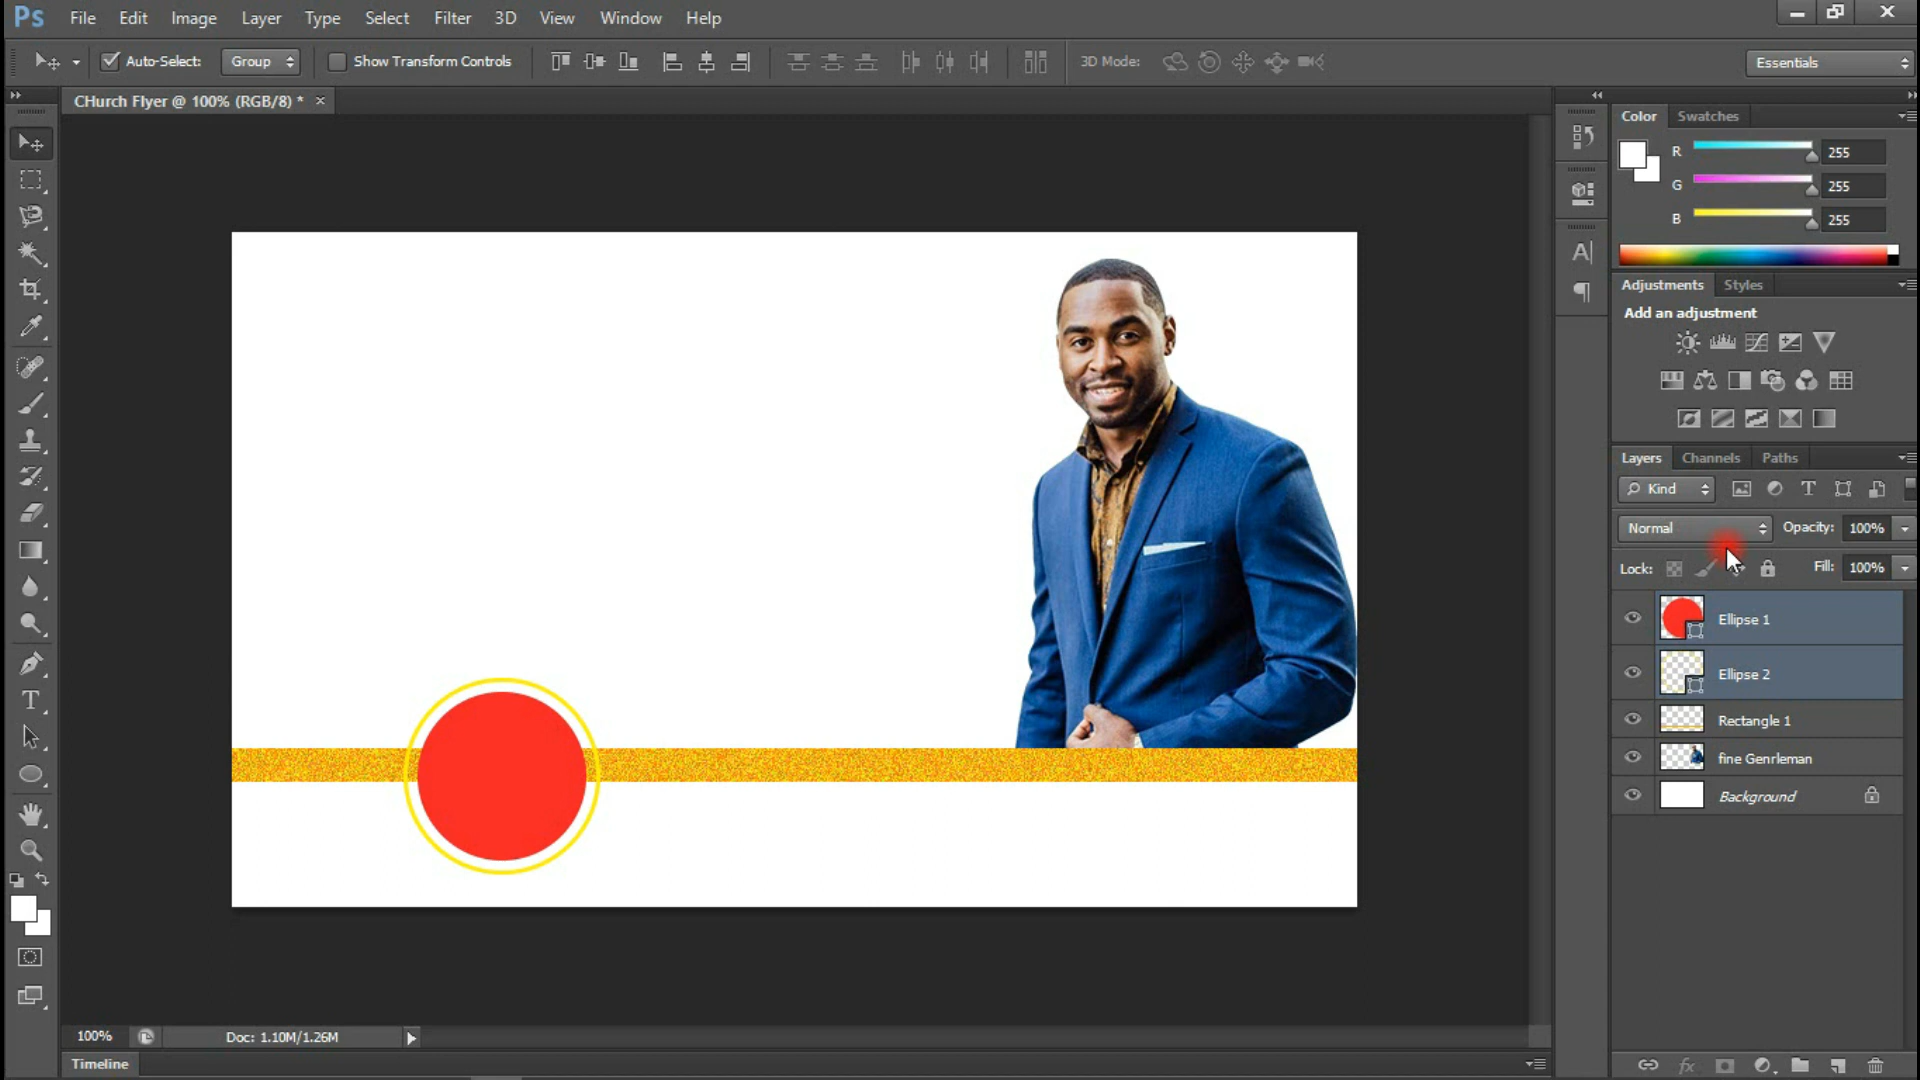 Ps File Edit Image Layer Type Select Filter 3D View Window Help
Auto-Select: Group Show Transform Controls 3D Mode: Essentials
CHurch Flyer @ 100% (RGB/8) * ×
Color Swatches
R 255
G 255
B 255
Adjustments Styles
Add an adjustment
Layers Channels Paths
Kind
Normal Opacity: 100%
Lock: Fill: 100%
Ellipse 1
Ellipse 2
Rectangle 1
fine Genrleman
Background
100% Doc: 1.10M/1.26M
Timeline